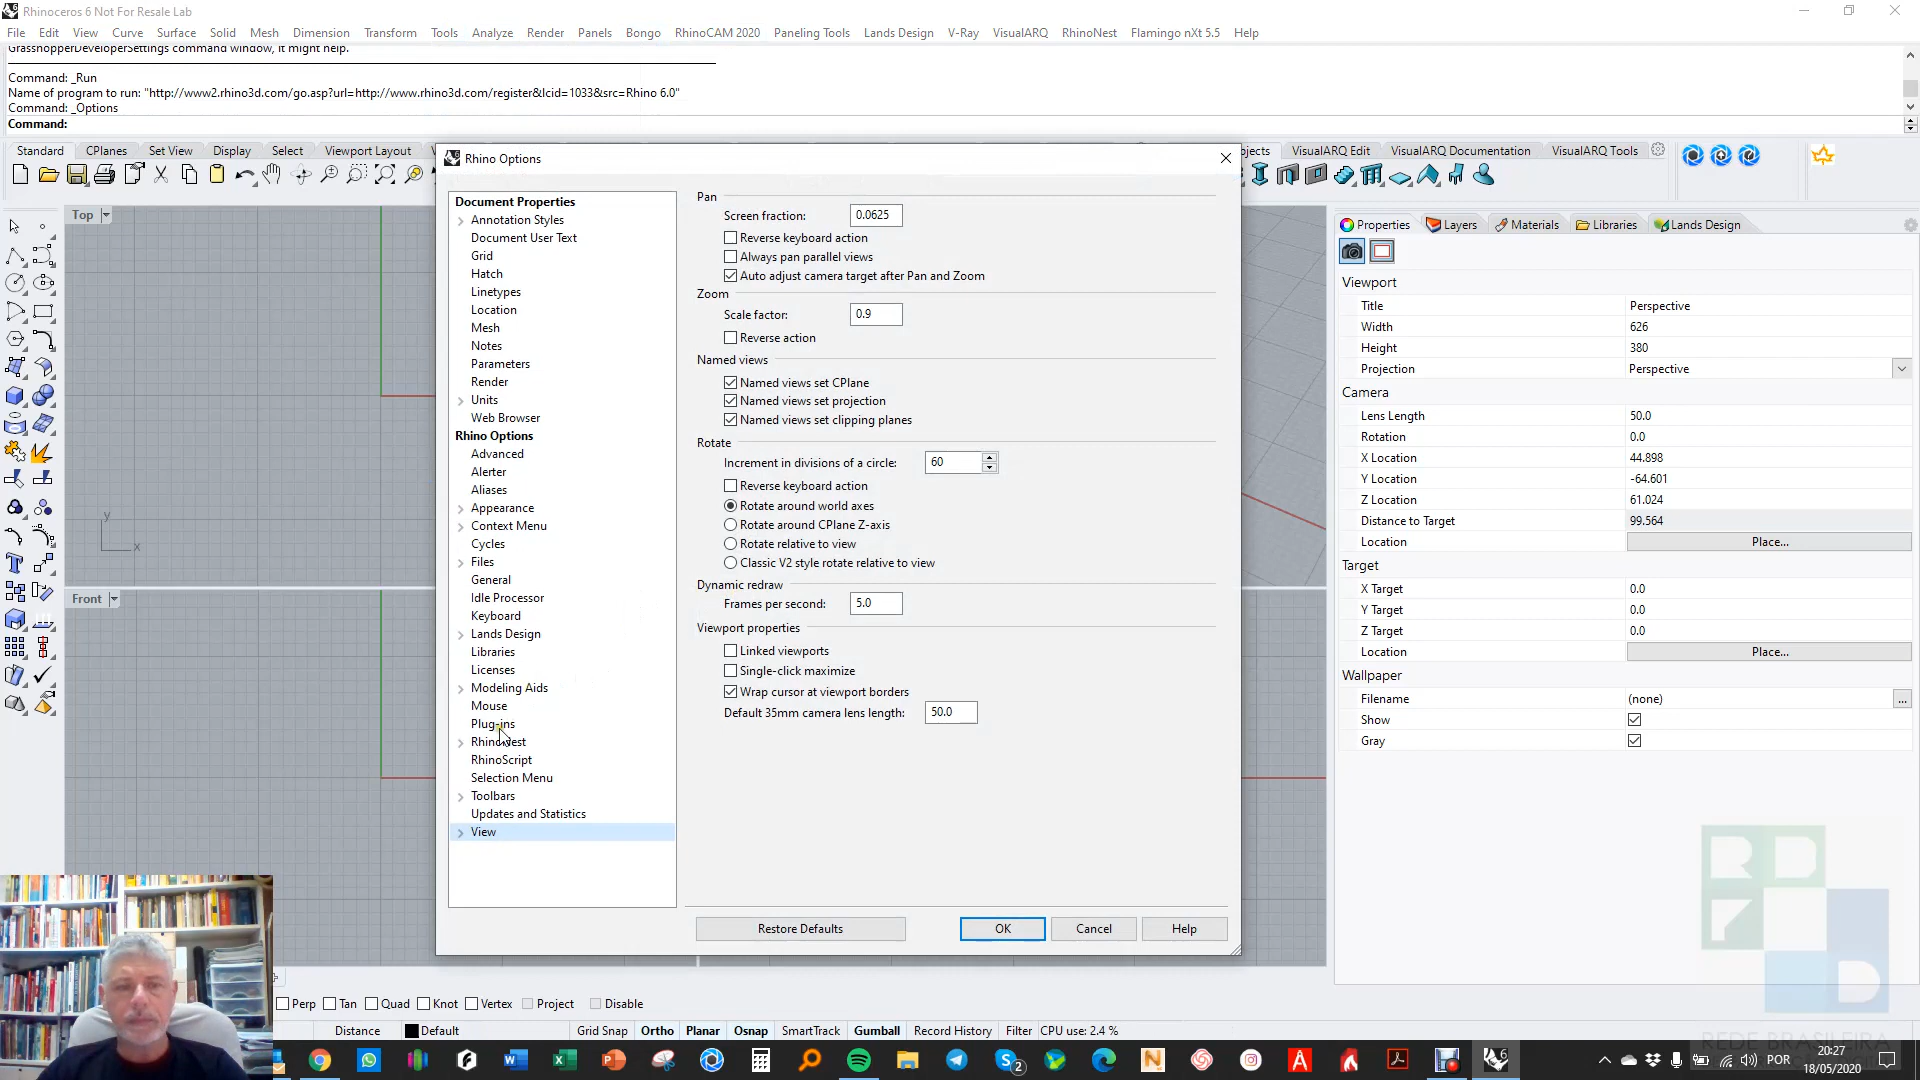 Rhinoceros 6 Not For Resale Lab
File Edit View Curve Surface Solid Mesh Dimension Transform Tools Analyze Render Panels Bongo RhinoCAM 2020 Paneling Tools Lands Design V-Ray VisualARQ RhinoNest Flamingo nXt 5.5 Help
GrasshopperDeveloperSettings command window, it might help.
Command: _Run
Name of program to run: "http://www2.rhino3d.com/go.asp?url=http://www.rhino3d.com/register&lcid=1033&src=Rhino 6.0"
Command: _Options
Command:
Standard CPlanes Set View Display Select Viewport Layout VisualARQ Edit VisualARQ Documentation VisualARQ Tools
Top
Front
y
x
Rhino Options
Document Properties
Annotation Styles
Document User Text
Grid
Hatch
Linetypes
Location
Mesh
Notes
Parameters
Render
Units
Web Browser
Rhino Options
Advanced
Alerter
Aliases
Appearance
Context Menu
Cycles
Files
General
Idle Processor
Keyboard
Lands Design
Libraries
Licenses
Modeling Aids
Mouse
Plug-ins
RhinoNest
RhinoScript
Selection Menu
Toolbars
Updates and Statistics
View
Pan
Screen fraction: 0.0625
Reverse keyboard action
Always pan parallel views
Auto adjust camera target after Pan and Zoom
Zoom
Scale factor: 0.9
Reverse action
Named views
Named views set CPlane
Named views set projection
Named views set clipping planes
Rotate
Increment in divisions of a circle: 60
Reverse keyboard action
Rotate around world axes
Rotate around CPlane Z-axis
Rotate relative to view
Classic V2 style rotate relative to view
Dynamic redraw
Frames per second: 5.0
Viewport properties
Linked viewports
Single-click maximize
Wrap cursor at viewport borders
Default 35mm camera lens length: 50.0
Restore Defaults OK Cancel Help
Properties Layers Materials Libraries Lands Design
Viewport
Title Perspective
Width 626
Height 380
Projection Perspective
Camera
Lens Length 50.0
Rotation 0.0
X Location 44.898
Y Location -64.601
Z Location 61.024
Distance to Target 99.564
Location Place...
Target
X Target 0.0
Y Target 0.0
Z Target 0.0
Location Place...
Wallpaper
Filename (none) ...
Show
Gray
Perp Tan Quad Knot Vertex Project Disable
Distance Default Grid Snap Ortho Planar Osnap SmartTrack Gumball Record History Filter CPU use: 2.4 %
REDE BRASILEIRA
POR
20:27
18/05/2020